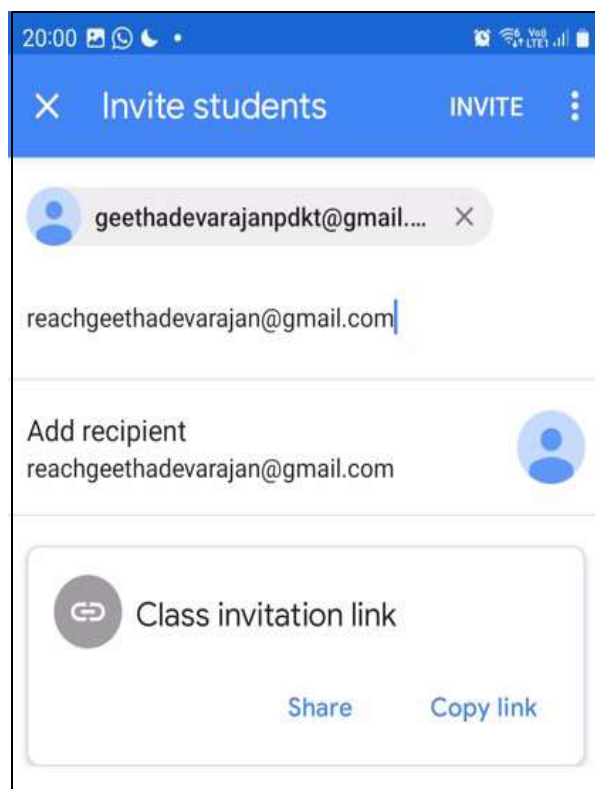 20:00
Invite students INVITE
geethadevarajanpdkt@gmail....
reachgeethadevarajan@gmail.com
Add recipient
reachgeethadevarajan@gmail.com
Class invitation link
Share Copy link